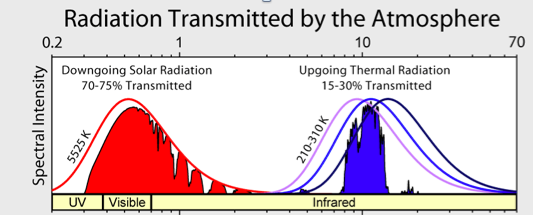 Radiation Transmitted by the Atmosphere
0.2 1 10 70
Downgoing Solar Radiation
70-75% Transmitted
Upgoing Thermal Radiation
15-30% Transmitted
Spectral Intensity
5525 K
210-310 K
UV Visible Infrared